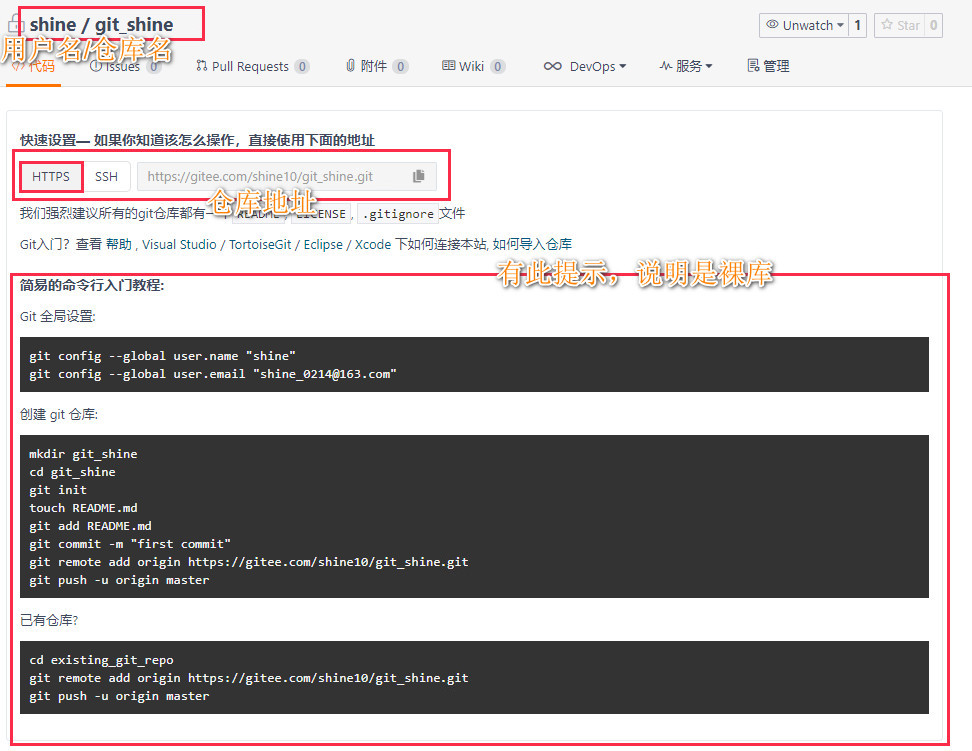 shine / git_shine
Unwatch 1 Star 0
用户名/仓库名
代码 Issues 0 Pull Requests 0 附件 0 Wiki 0 DevOps 服务 管理
快速设置— 如果你知道该怎么操作，直接使用下面的地址
HTTPS SSH https://gitee.com/shine10/git_shine.git
仓库地址
我们强烈建议所有的git仓库都有一个 README, LICENSE, .gitignore 文件
Git入门？查看 帮助 , Visual Studio / TortoiseGit / Eclipse / Xcode 下如何连接本站, 如何导入仓库
有此提示，说明是裸库
简易的命令行入门教程:
Git 全局设置:
git config --global user.name "shine"
git config --global user.email "shine_0214@163.com"
创建 git 仓库:
mkdir git_shine
cd git_shine
git init
touch README.md
git add README.md
git commit -m "first commit"
git remote add origin https://gitee.com/shine10/git_shine.git
git push -u origin master
已有仓库?
cd existing_git_repo
git remote add origin https://gitee.com/shine10/git_shine.git
git push -u origin master